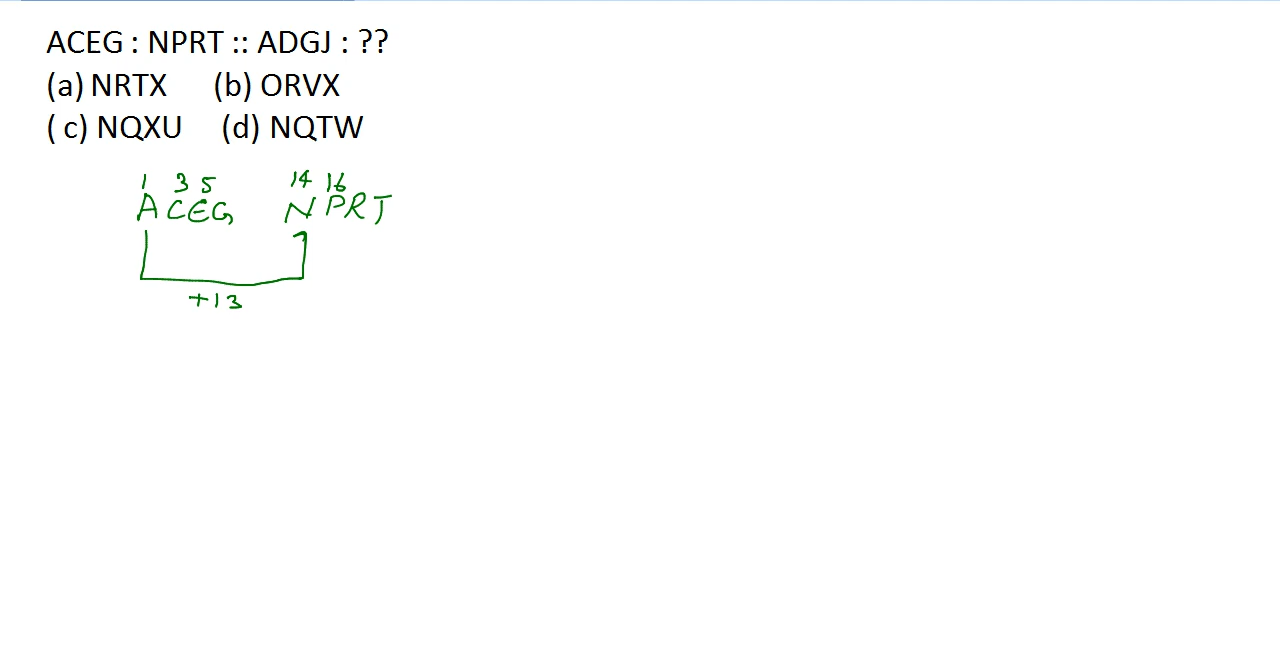 ACEG : NPRT :: ADGJ : ??
(a) NRTX (b) ORVX
( c) NQXU (d) NQTW
1 3 5 14 16
ACEG NPRT
+13